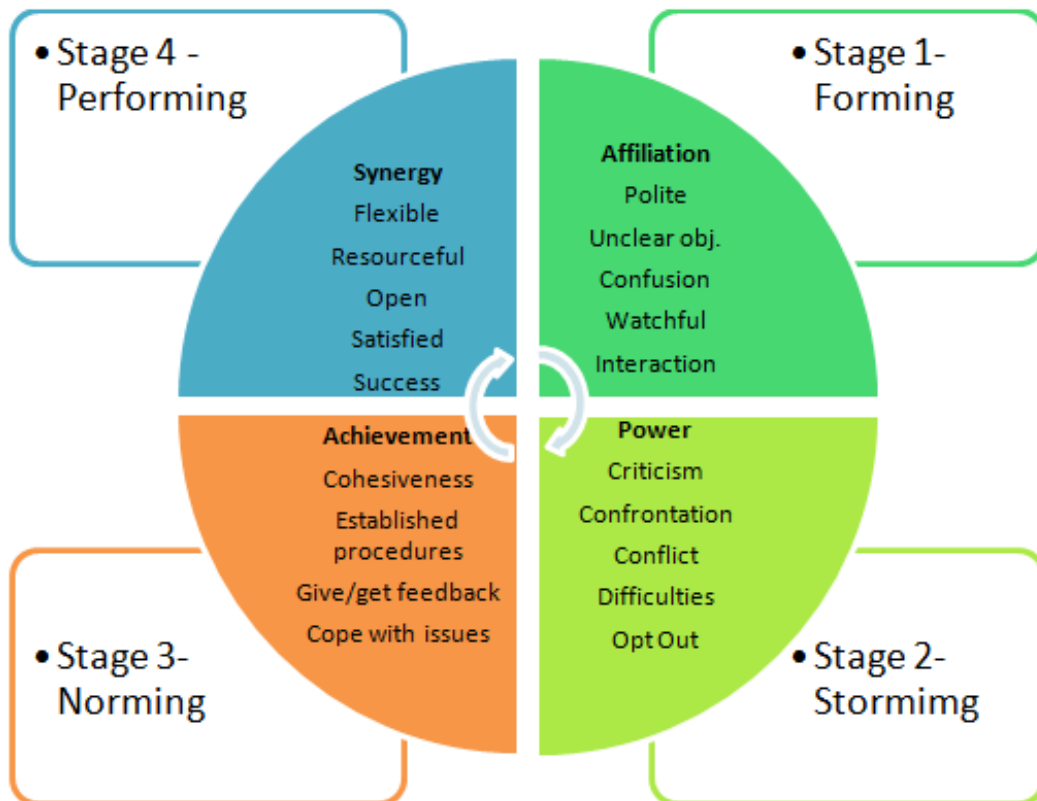 • Stage 4 -
Performing
• Stage 1-
Forming
Synergy
Flexible
Resourceful
Open
Satisfied
Success
Affiliation
Polite
Unclear obj.
Confusion
Watchful
Interaction
Achievement
Cohesiveness
Established
procedures
Give/get feedback
Cope with issues
Power
Criticism
Confrontation
Conflict
Difficulties
Opt Out
• Stage 3-
Norming
• Stage 2-
Stormimg